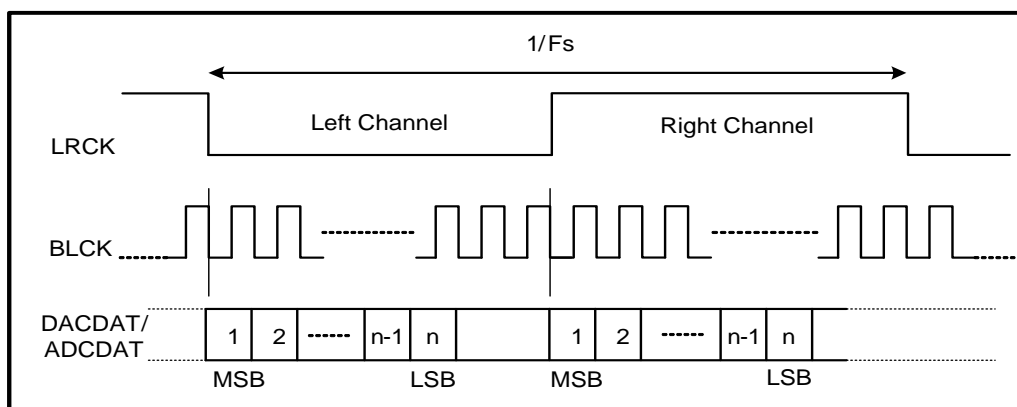 1/Fs
Left Channel
Right Channel
LRCK
BLCK
DACDAT/
ADCDAT
1 2 n-1 n 1 2 n-1 n
MSB LSB MSB LSB